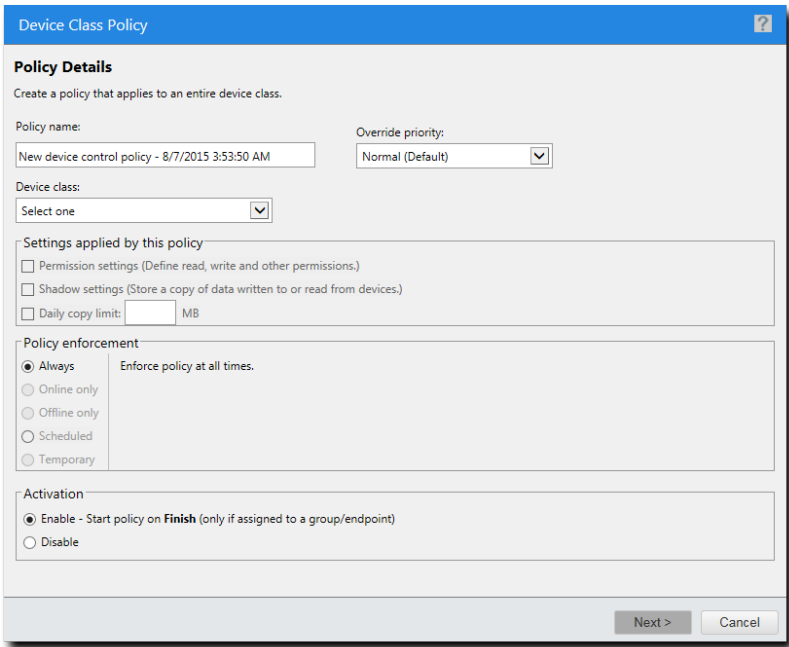 Device Class Policy
?
Policy Details
Create a policy that applies to an entire device class.
Policy name:
Override priority:
New device control policy - 8/7/2015 3:53:50 AM
Normal (Default)
Device class:
Select one
Settings applied by this policy
Permission settings (Define read, write and other permissions.)
Shadow settings (Store a copy of data written to or read from devices.)
Daily copy limit: MB
Policy enforcement
Always Enforce policy at all times.
Online only
Offline only
Scheduled
Temporary
Activation
Enable - Start policy on Finish (only if assigned to a group/endpoint)
Disable
Next > Cancel